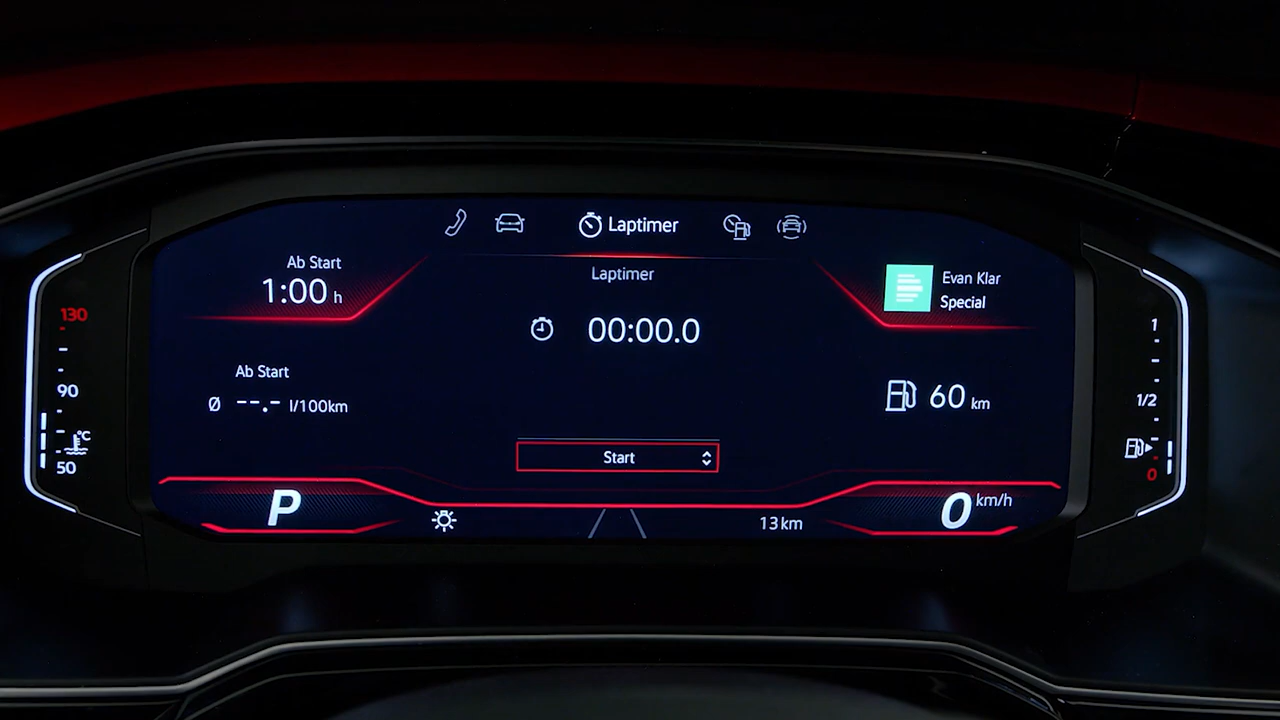 Laptimer
Ab Start
1:00 h
Laptimer
Evan Klar
Special
00:00.0
Ab Start
Ø --.- l/100km
60 km
Start
P
13 km
0 km/h
130
90
°C
50
1
1/2
0